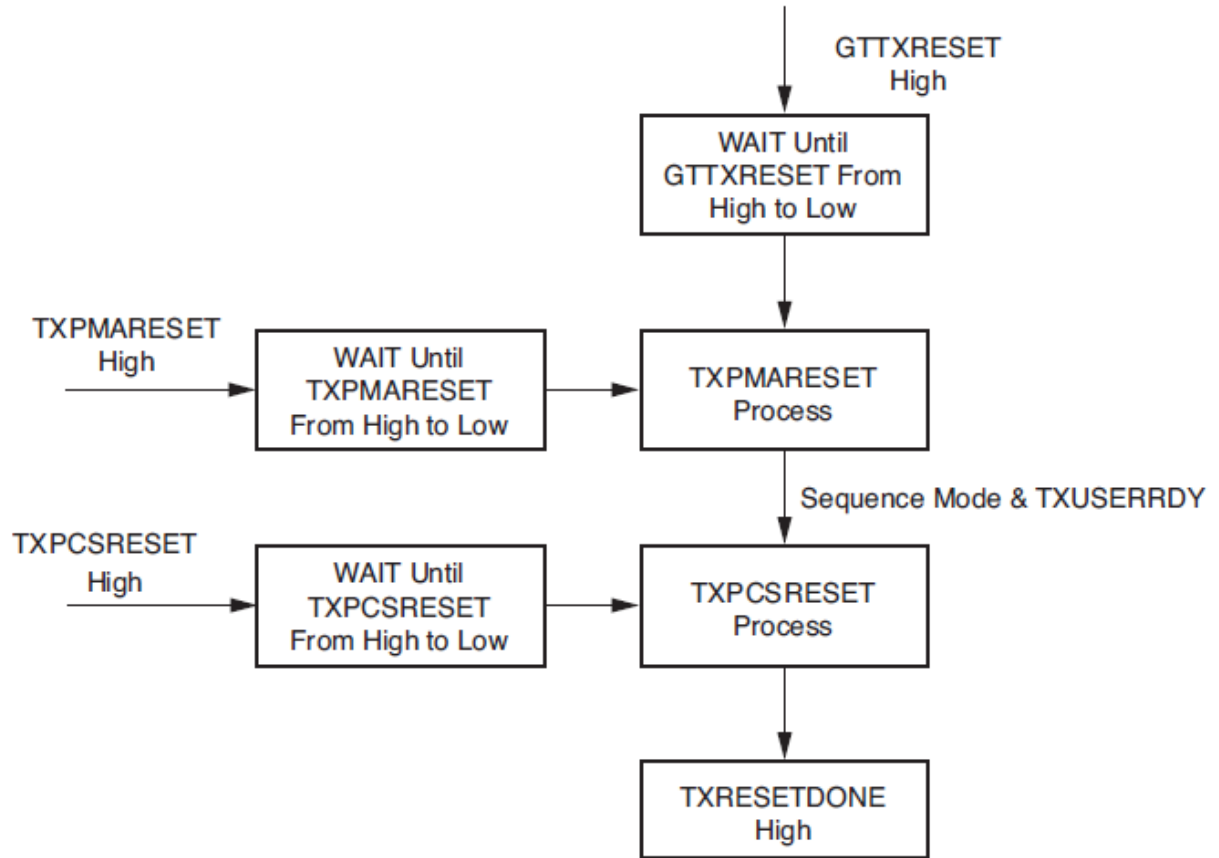 GTTXRESET
High
WAIT Until
GTTXRESET From
High to Low
TXPMARESET
High
WAIT Until
TXPMARESET
From High to Low
TXPMARESET
Process
Sequence Mode & TXUSERRDY
TXPCSRESET
High
WAIT Until
TXPCSRESET
From High to Low
TXPCSRESET
Process
TXRESETDONE
High